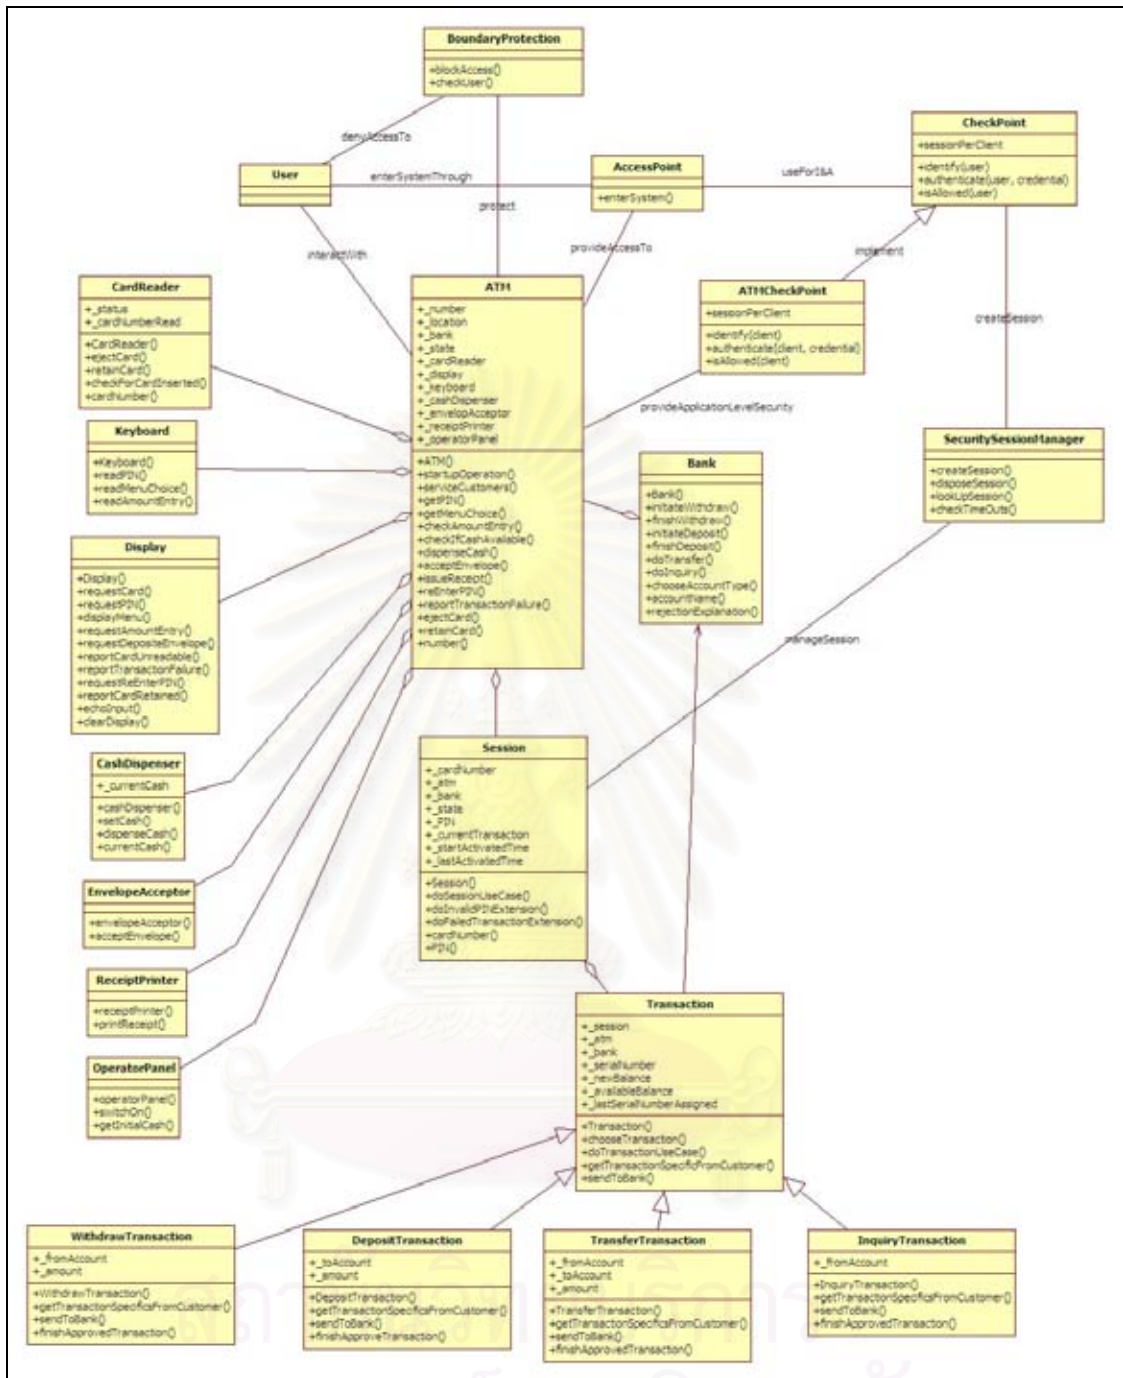 BoundaryProtection
+blockAccess()
+checkUser()
CheckPoint
+sessionPerClient
+identify(user)
+authenticate(user, credential)
+isAllowed(user)
denyAccessTo
User
enterSystemThrough
AccessPoint
+enterSystem()
useForI&A
protect
interactWith
provideAccessTo
implement
CardReader
+_status
+_cardNumberRead
+CardReader()
+ejectCard()
+retainCard()
+checkForCardInserted()
+cardNumber()
ATM
+_number
+_location
+_bank
+_state
+_cardReader
+_display
+_keyboard
+_cashDispenser
+_envelopAcceptor
+_receiptPrinter
+_operatorPanel
+ATM()
+startupOperation()
+serviceCustomers()
+getPIN()
+getMenuChoice()
+checkAmountEntry()
+checkIfCashAvailable()
+dispenseCash()
+acceptEnvelope()
+issueReceipt()
+reEnterPIN()
+reportTransactionFailure()
+ejectCard()
+retainCard()
+number()
ATMCheckPoint
+sessionPerClient
+identify(client)
+authenticate(client, credential)
+isAllowed(client)
createSession
provideApplicationLevelSecurity
Keyboard
+Keyboard()
+readPIN()
+readMenuChoice()
+readAmountEntry()
Bank
+Bank()
+initiateWithdraw()
+finishWithdraw()
+initiateDeposit()
+finishDeposit()
+doTransfer()
+doInquiry()
+chooseAccountType()
+accountName()
+rejectionExplanation()
SecuritySessionManager
+createSession()
+disposeSession()
+lookUpSession()
+checkTimeOuts()
Display
+Display()
+requestCard()
+requestPIN()
+displayMenu()
+requestAmountEntry()
+requestDepositeEnvelope()
+reportCardUnreadable()
+reportTransactionFailure()
+requestReEnterPIN()
+reportCardRetained()
+echoInput()
+clearDisplay()
manageSession
CashDispenser
+_currentCash
+cashDispenser()
+setCash()
+dispenseCash()
+currentCash()
Session
+_cardNumber
+_atm
+_bank
+_state
+_PIN
+_currentTransaction
+_startActivatedTime
+_lastActivatedTime
+Session()
+doSessionUseCase()
+doInvalidPINExtension()
+doFailedTransactionExtension()
+cardNumber()
+PIN()
EnvelopeAcceptor
+envelopeAcceptor()
+acceptEnvelope()
ReceiptPrinter
+receiptPrinter()
+printReceipt()
OperatorPanel
+operatorPanel()
+switchOn()
+getInitialCash()
Transaction
+_session
+_atm
+_bank
+_serialNumber
+_newBalance
+_availableBalance
+_lastSerialNumberAssigned
+Transaction()
+chooseTransaction()
+doTransactionUseCase()
+getTransactionSpecificFromCustomer()
+sendToBank()
WithdrawTransaction
+_fromAccount
+_amount
+WithdrawTransaction()
+getTransactionSpecificsFromCustomer()
+sendToBank()
+finishApprovedTransaction()
DepositTransaction
+_toAccount
+_amount
+DepositTransaction()
+getTransactionSpecificsFromCustomer()
+sendToBank()
+finishApproveTransaction()
TransferTransaction
+_fromAccount
+_toAccount
+_amount
+TransferTransaction()
+getTransactionSpecificsFromCustomer()
+sendToBank()
+finishApprovedTransaction()
InquiryTransaction
+_fromAccount
+InquiryTransaction()
+getTransactionSpecificsFromCustomer()
+sendToBank()
+finishApprovedTransaction()